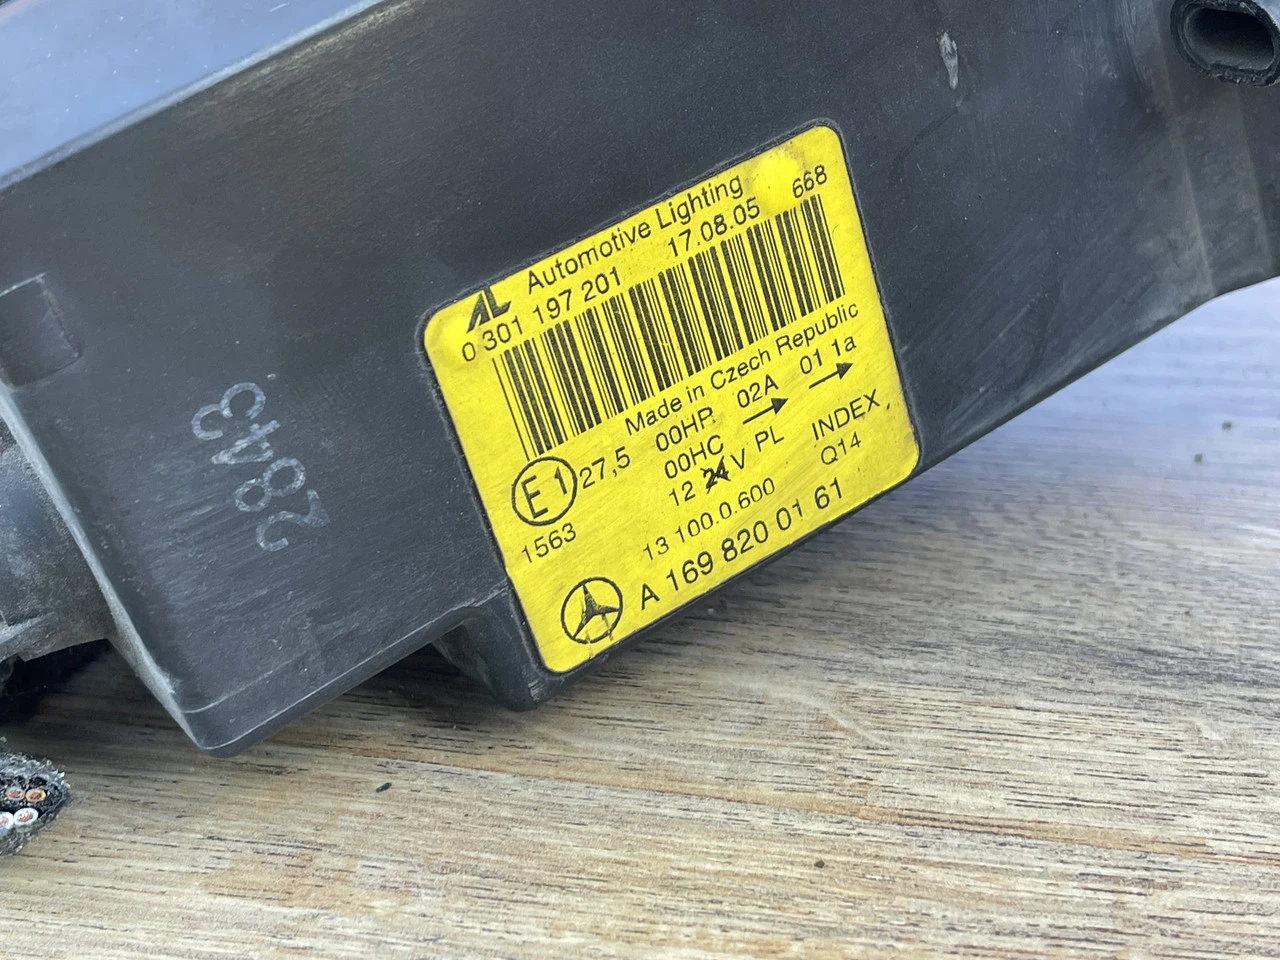 AL Automotive Lighting
0 301 197 201 17.08.05 668
Made in Czech Republic
E1 27,5 00HR 02A 01 1a
00HC → →
1563 12 24 V PL INDEX
13 100.0.600 Q14
A 169 820 01 61
2843